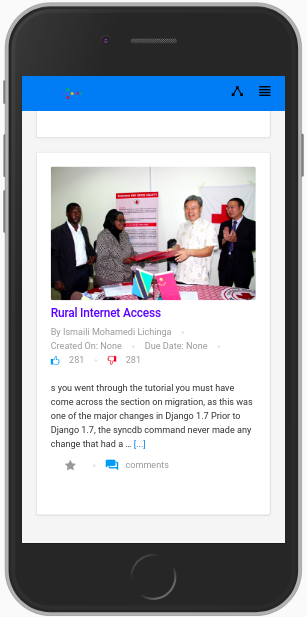 Rural Internet Access
By Ismaili Mohamedi Lichinga
Created On: None Due Date: None
281 281
s you went through the tutorial you must have
come across the section on migration, as this was
one of the major changes in Django 1.7 Prior to
Django 1.7, the syncdb command never made any
change that had a ... [...]
comments